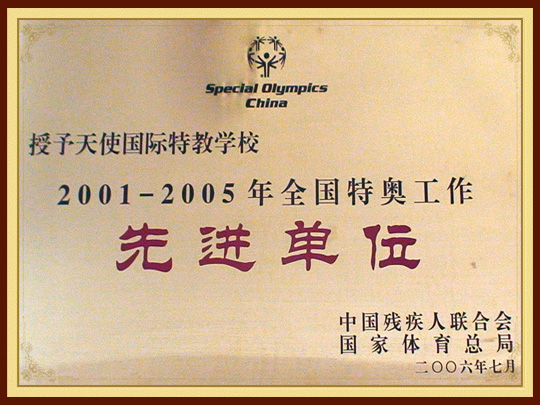 Special Olympics
China
授予天使国际特教学校
2001-2005年全国特奥工作
先进单位
中国残疾人联合会
国家体育总局
二〇〇六年七月